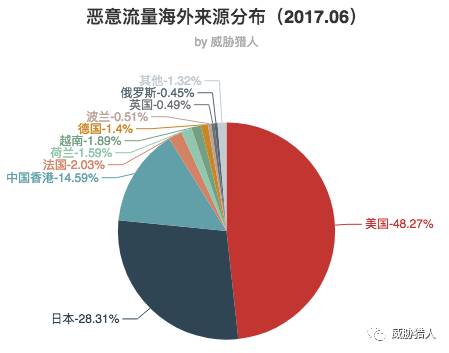 恶意流量海外来源分布（2017.06）
by 威胁猎人
其他-1.32%
俄罗斯-0.45%
英国-0.49%
波兰-0.51%
德国-1.4%
越南-1.89%
荷兰-1.59%
法国-2.03%
中国香港-14.59%
美国-48.27%
日本-28.31%
威胁猎人